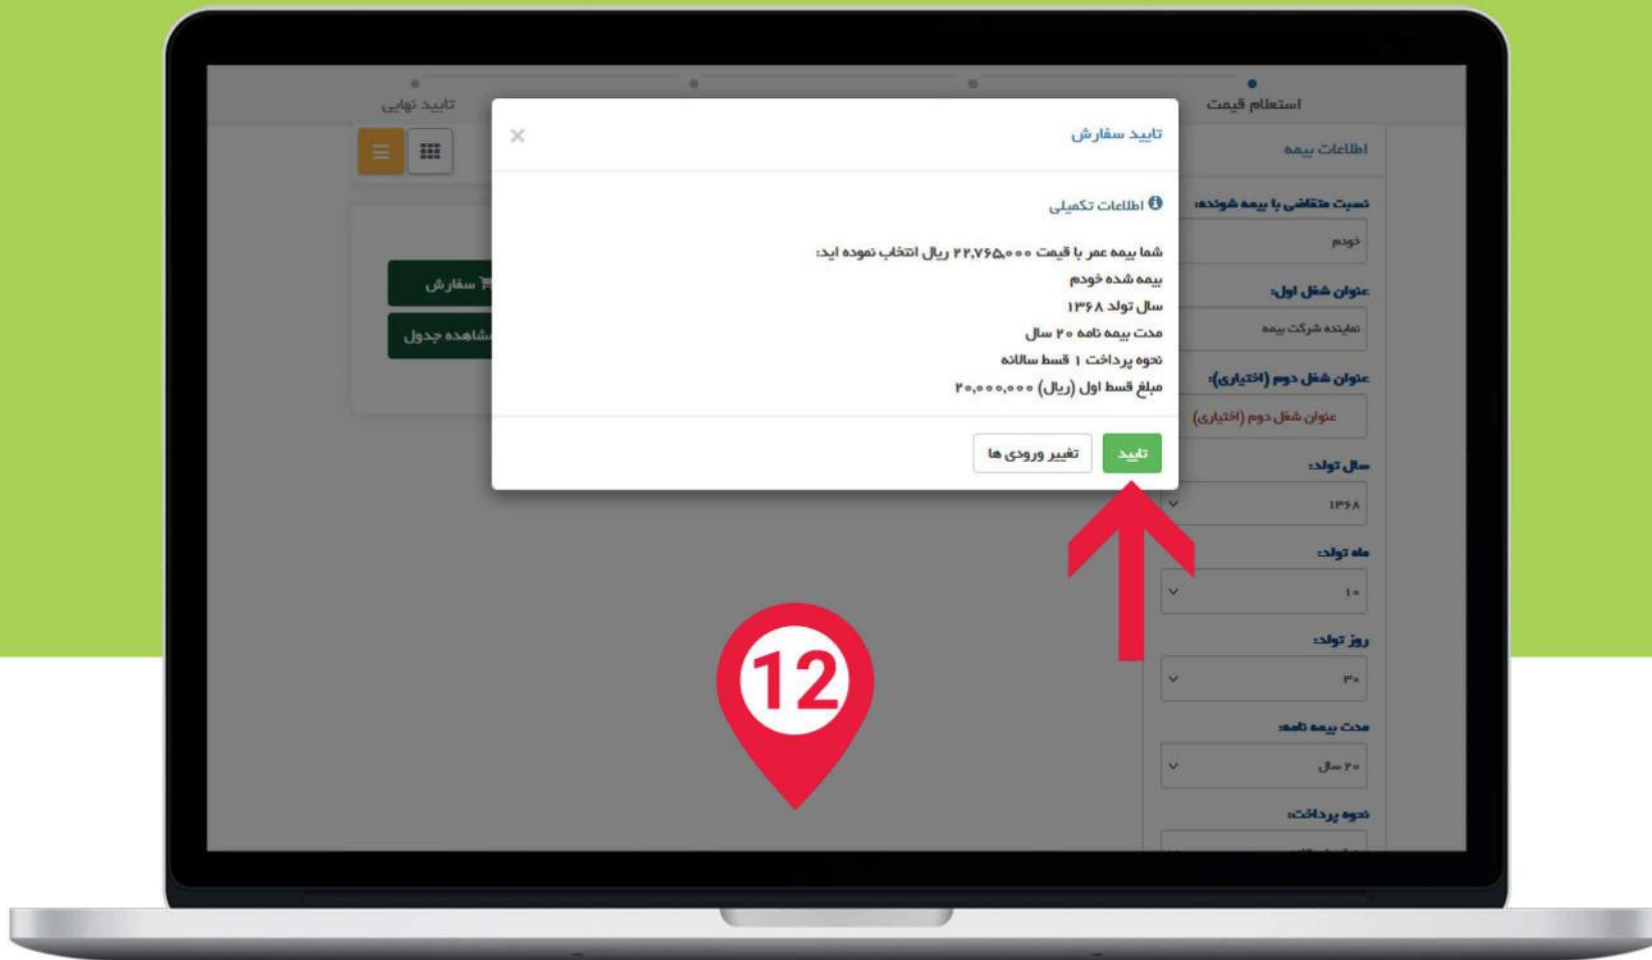 استعلام قیمت
تایید نهایی
اطلاعات بیمه
نسبت متقاضی با بیمه شونده:
خودم
عنوان شغل اول:
نماینده شرکت بیمه
عنوان شغل دوم (اختیاری):
عنوان شغل دوم (اختیاری)
سال تولد:
۱۳۶۸
ماه تولد:
۱۰
روز تولد:
۳۰
مدت بیمه نامه:
۲۰ سال
نحوه پرداخت:
تایید سفارش
×
اطلاعات تکمیلی
شما بیمه عمر با قیمت ۲۲,۷۶۵,۰۰۰ ریال انتخاب نموده اید:
بیمه شده خودم
سال تولد ۱۳۶۸
مدت بیمه نامه ۲۰ سال
نحوه پرداخت ۱ قسط سالانه
مبلغ قسط اول (ریال) ۲۰,۰۰۰,۰۰۰
تایید
تغییر ورودی ها
سفارش
مشاهده جدول
12